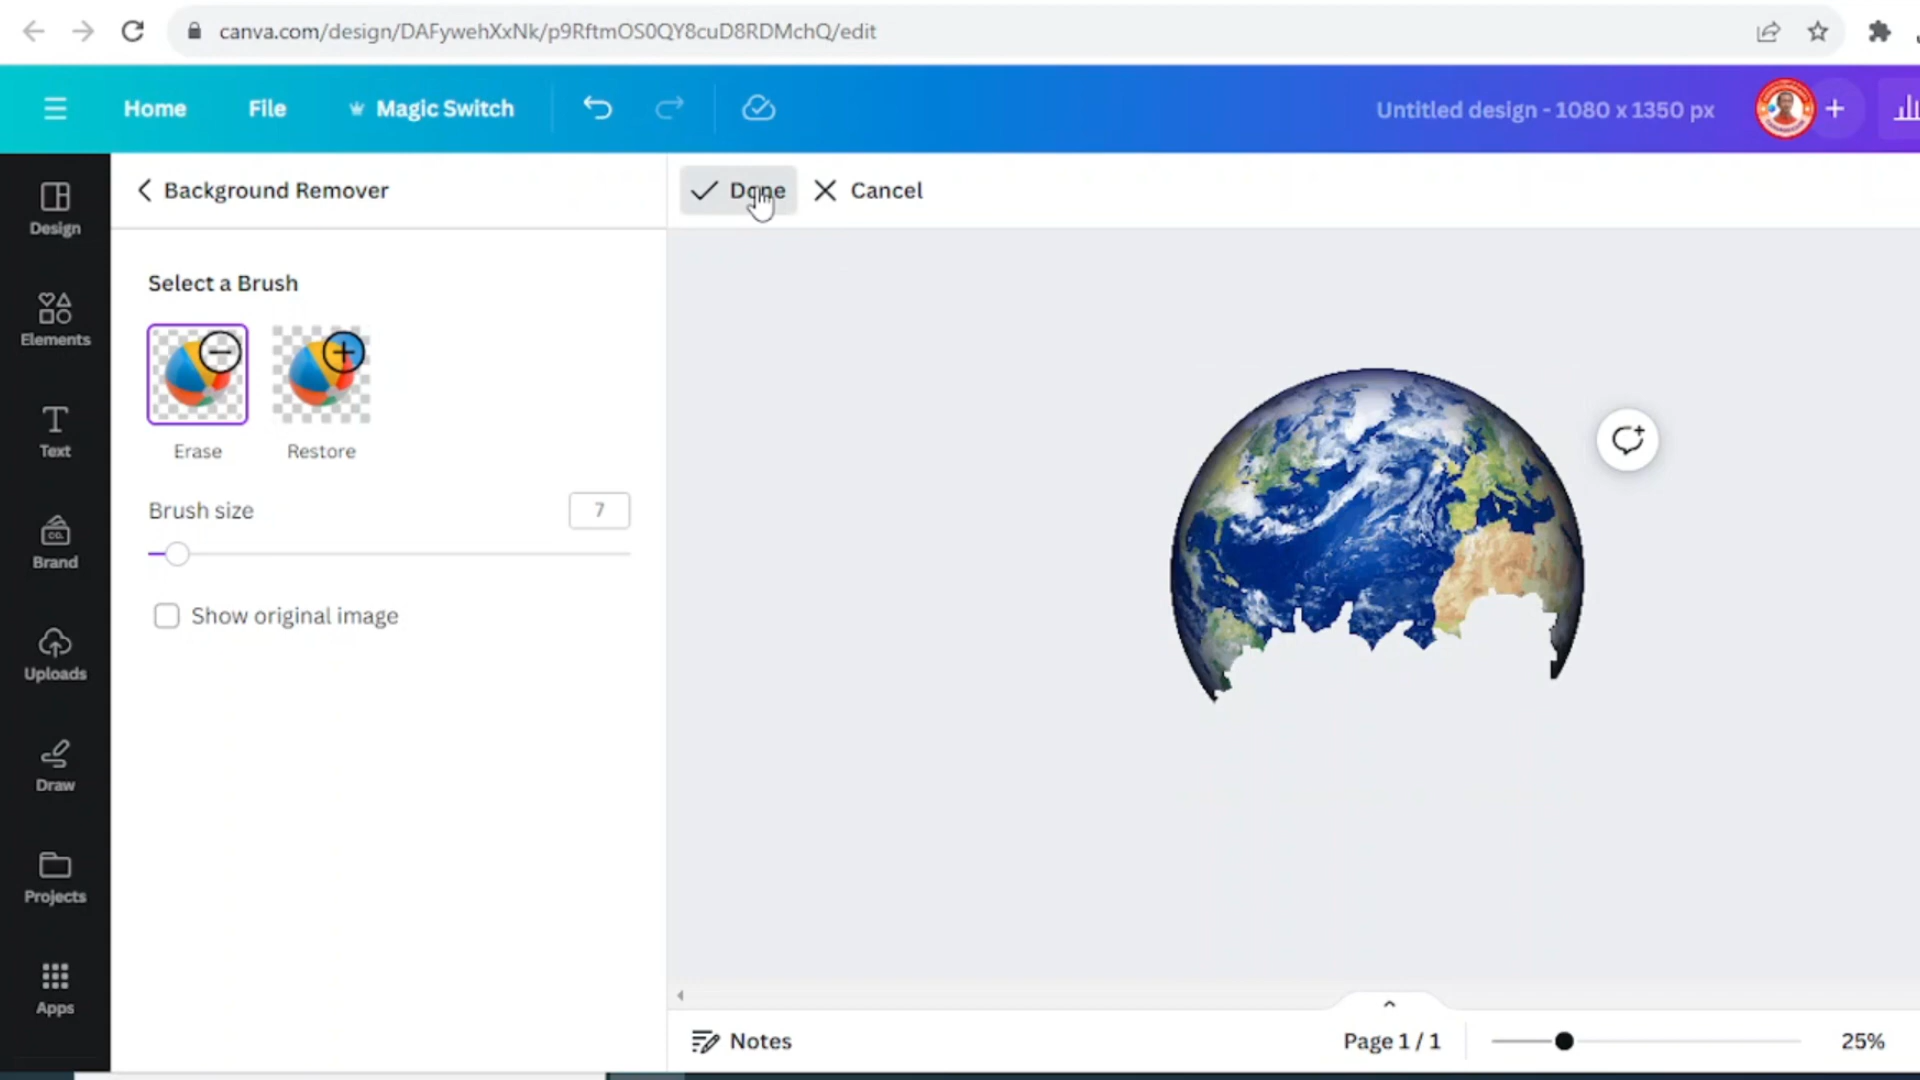 canva.com/design/DAFywehXxNk/p9RftmOS0QY8cuD8RDMchQ/edit
Home File Magic Switch Untitled design - 1080 x 1350 px
Background Remover Done Cancel
Design
Elements
Text
CO.
Brand
Uploads
Draw
Projects
Apps
Select a Brush
Erase Restore
Brush size 7
Show original image
Notes Page 1 / 1 25%